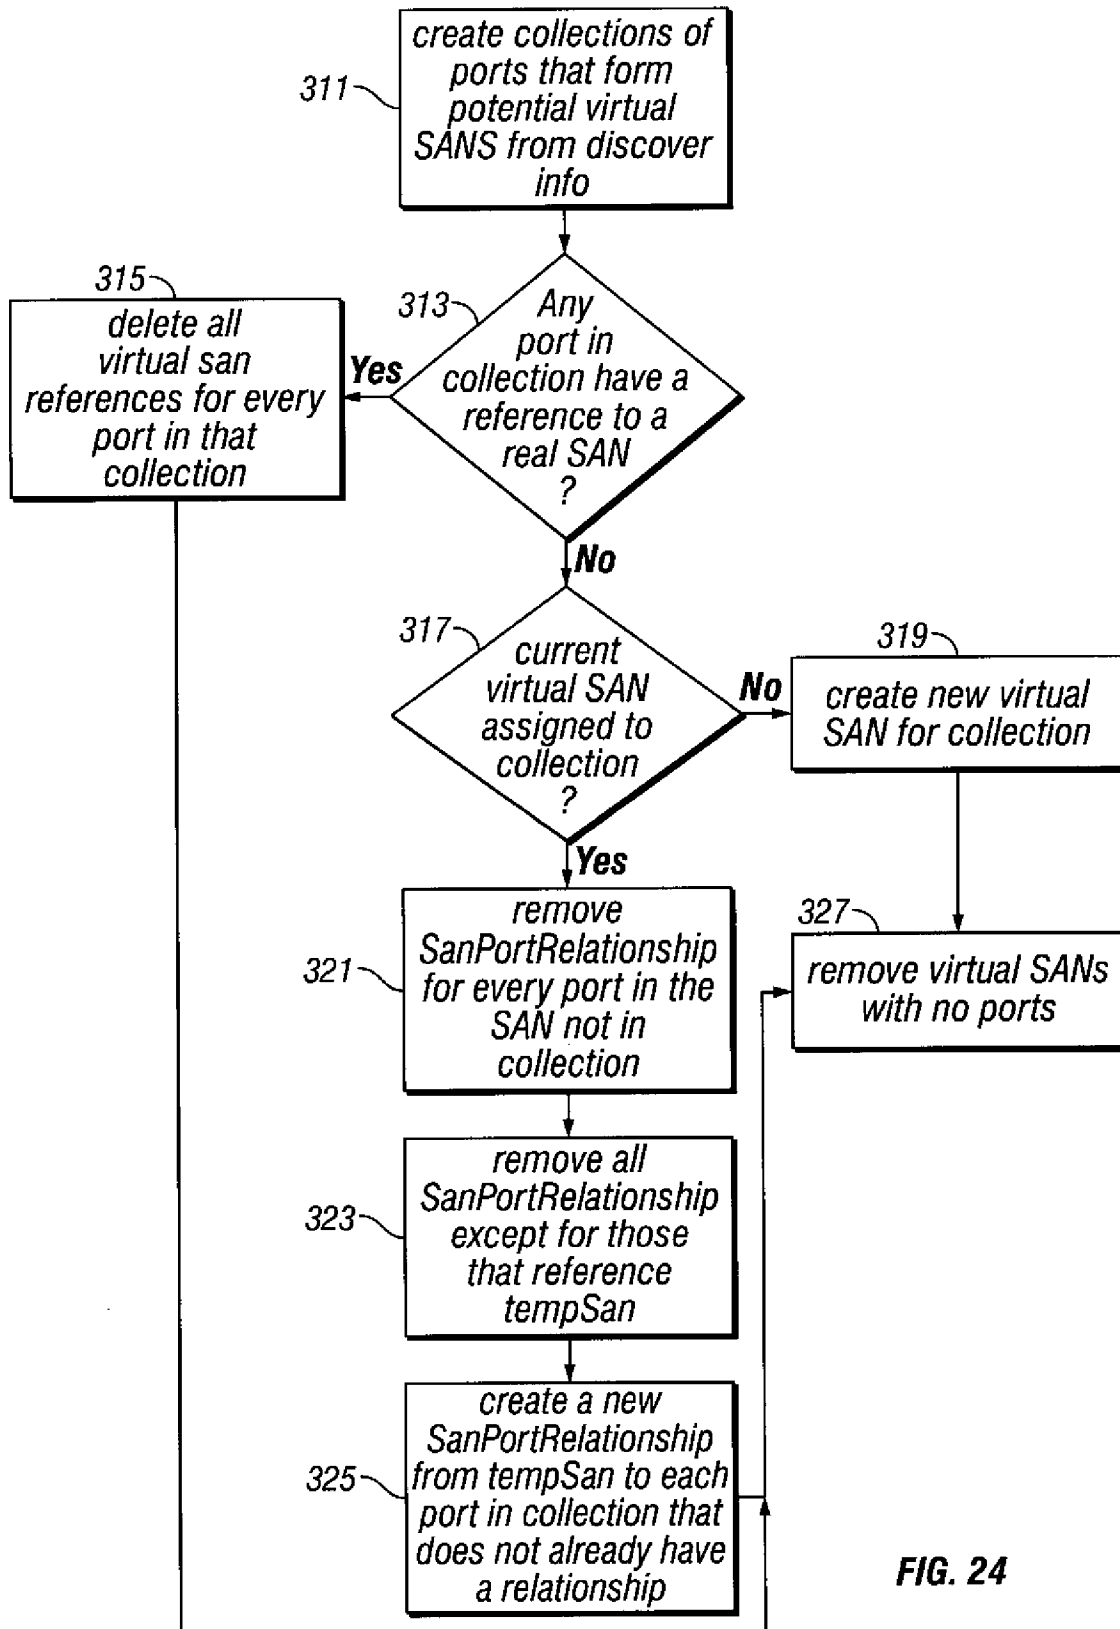 311
create collections of
ports that form
potential virtual
SANS from discover
info
315
delete all
virtual san
references for every
port in that
collection
Yes
313
Any
port in
collection have a
reference to a
real SAN
?
No
317
current
virtual SAN
assigned to
collection
?
No
319
create new virtual
SAN for collection
Yes
321
remove
SanPortRelationship
for every port in the
SAN not in
collection
327
remove virtual SANs
with no ports
323
remove all
SanPortRelationship
except for those
that reference
tempSan
325
create a new
SanPortRelationship
from tempSan to each
port in collection that
does not already have
a relationship
FIG. 24